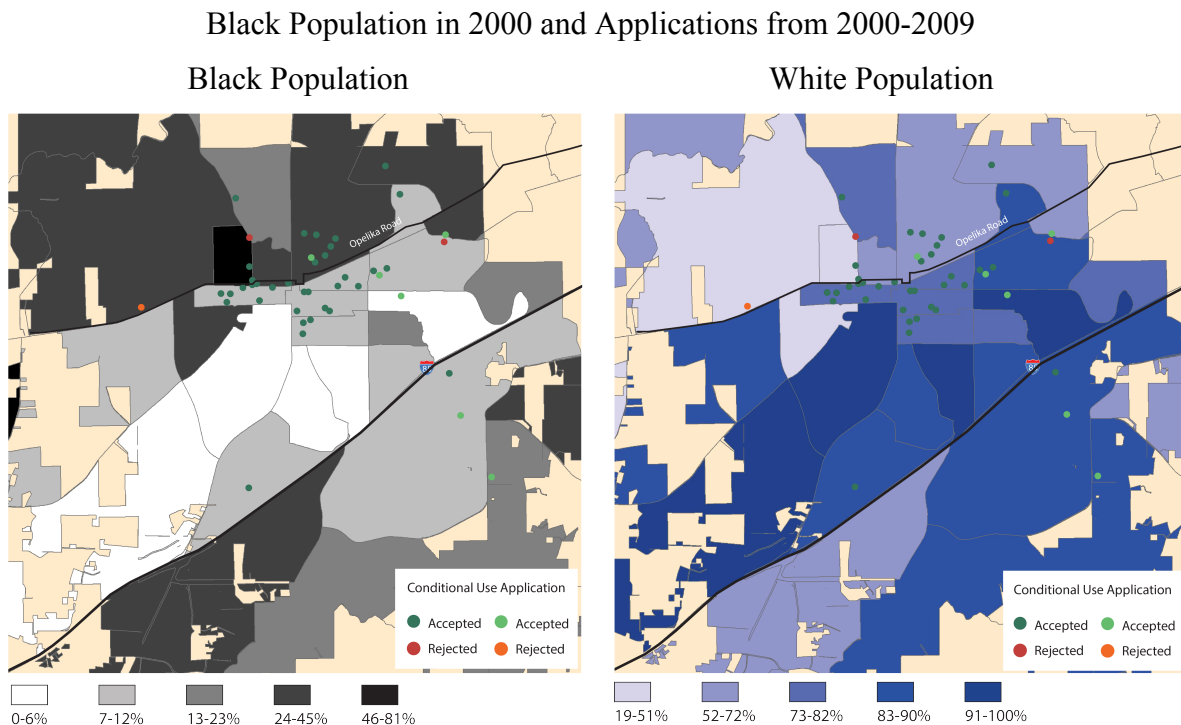 Black Population in 2000 and Applications from 2000-2009
Black Population
White Population
Opelika Road
Opelika Road
85
Conditional Use Application
Accepted
Accepted
Rejected
Rejected
Conditional Use Application
Accepted
Accepted
Rejected
Rejected
0-6%
7-12%
13-23%
24-45%
46-81%
19-51%
52-72%
73-82%
83-90%
91-100%